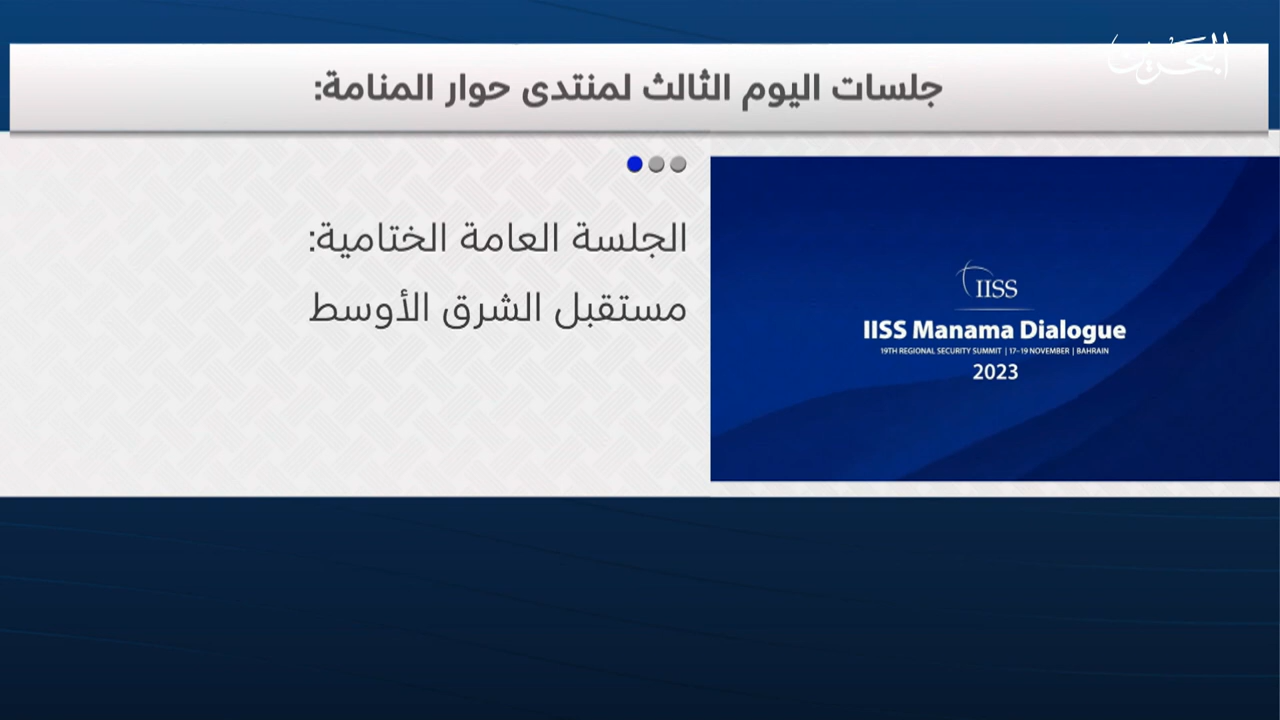 البحرين
جلسات اليوم الثالث لمنتدى حوار المنامة:
الجلسة العامة الختامية:
مستقبل الشرق الأوسط
IISS
IISS Manama Dialogue
19TH REGIONAL SECURITY SUMMIT | 17–19 NOVEMBER | BAHRAIN
2023